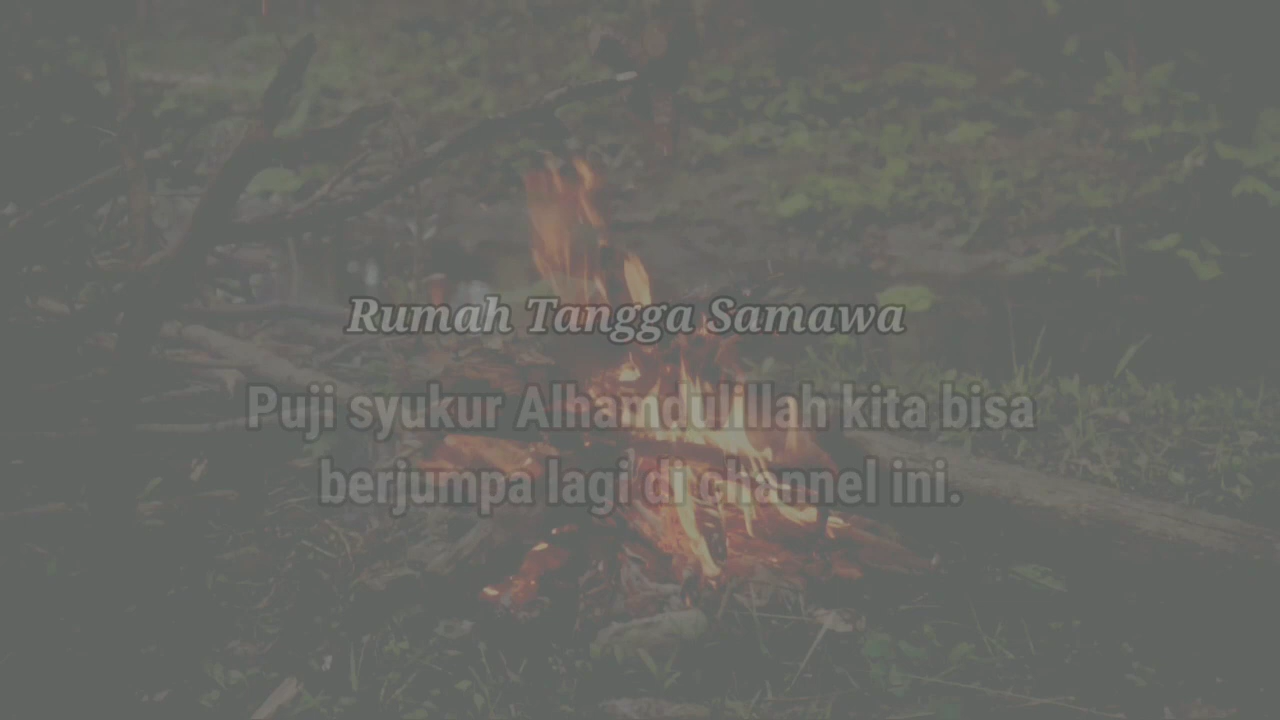 Rumah Tangga Samawa
Puji syukur Alhamdulillah kita bisa
berjumpa lagi di channel ini.